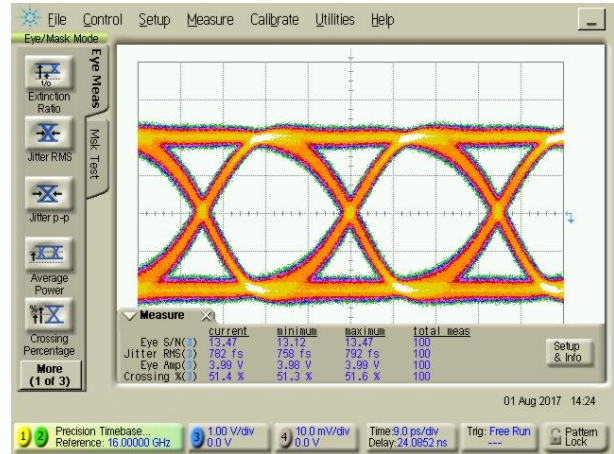 File Control Setup Measure Calibrate Utilities Help
Eye/Mask Mode
Eye Meas
Msk Test
Extinction
Ratio
Jitter RMS
Jitter p-p
Average
Power
Crossing
Percentage
More
(1 of 3)
Measure
current minimum maximum total meas
Eye S/N(3) 13.47 13.12 13.47 100
Jitter RMS(3) 782 fs 758 fs 792 fs 100
Eye Amp(3) 3.99 V 3.98 V 3.99 V 100
Crossing %(3) 51.4 % 51.3 % 51.6 % 100
Setup
& Info
01 Aug 2017 14:24
1 2 Precision Timebase...
Reference: 16.00000 GHz
3 1.00 V/div
0.0 V
4 10.0 mV/div
0.0 V
Time:9.0 ps/div
Delay:24.0852 ns
Trig: Free Run
---
Pattern
Lock